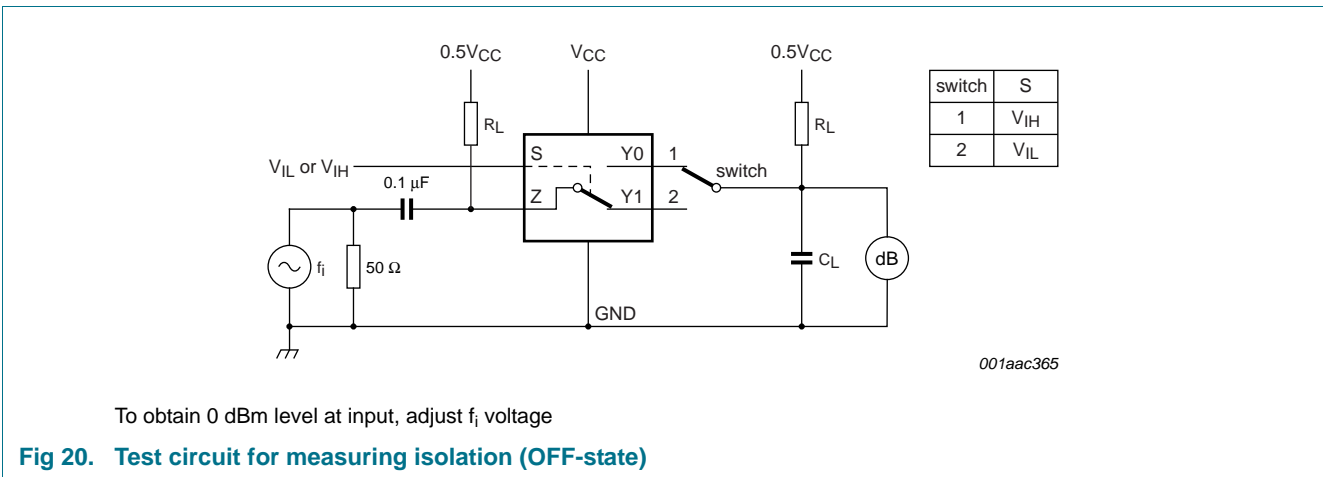 0.5VCC
VCC
0.5VCC
RL
RL
switch S
1 VIH
2 VIL
VIL or VIH
S
Y0
1
switch
0.1 μF
Z
Y1
2
fi
50 Ω
CL
dB
GND
001aac365
To obtain 0 dBm level at input, adjust fi voltage
Fig 20. Test circuit for measuring isolation (OFF-state)